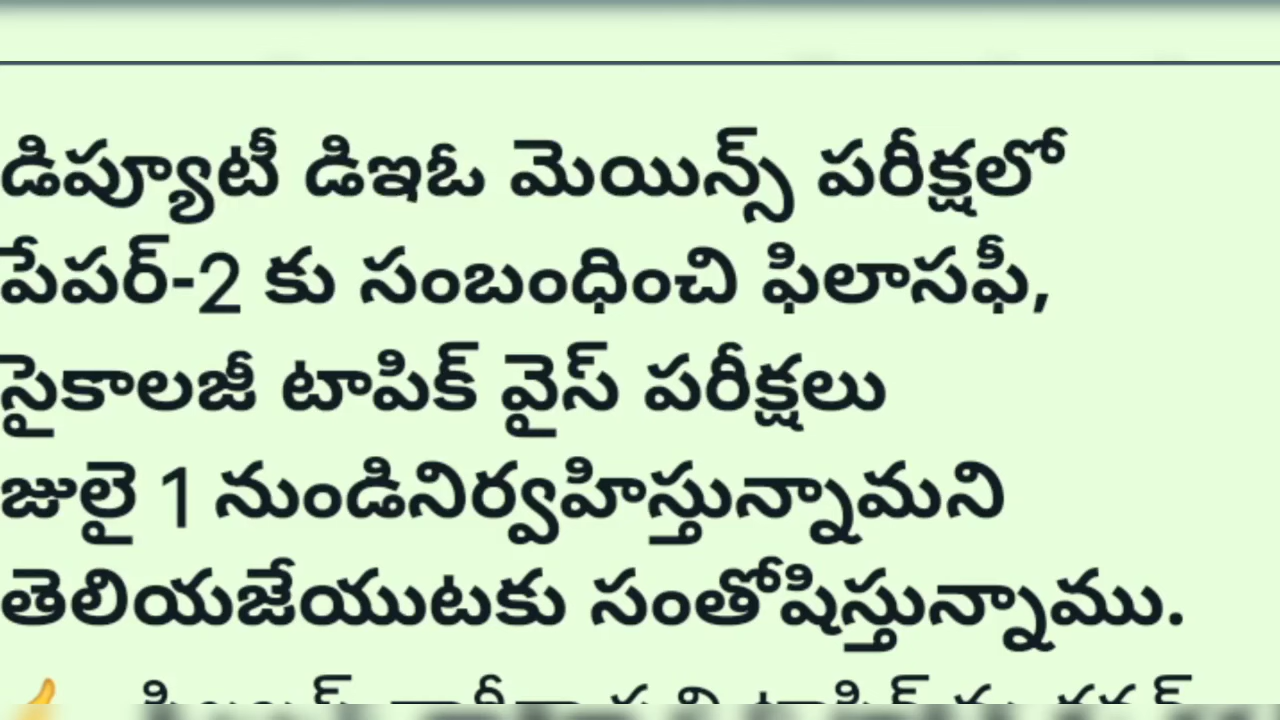 డిప్యూటీ డిఇఓ మెయిన్స్ పరీక్షలో
పేపర్-2 కు సంబంధించి ఫిలాసఫీ,
సైకాలజీ టాపిక్ వైస్ పరీక్షలు
జులై 1 నుండినిర్వహిస్తున్నామని
తెలియజేయుటకు సంతోషిస్తున్నాము.